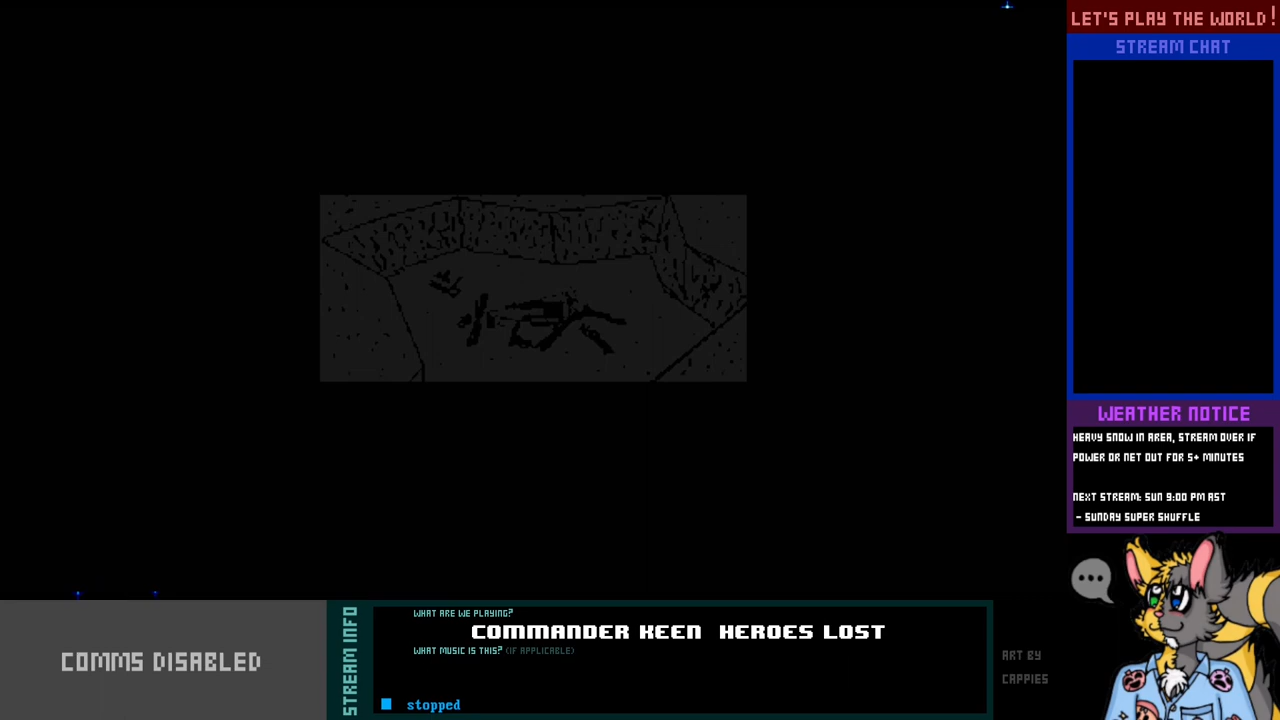 LET'S PLAY THE WORLD!
STREAM CHAT
WEATHER NOTICE
HEAVY SNOW IN AREA, STREAM OVER IF
POWER OR NET OUT FOR 5+ MINUTES
NEXT STREAM: SUN 9:00 PM AST
- SUNDAY SUPER SHUFFLE
...
COMMS DISABLED
STREAM INFO
WHAT ARE WE PLAYING?
COMMANDER KEEN HEROES LOST
WHAT MUSIC IS THIS? (IF APPLICABLE)
stopped
ART BY
CAPPIES